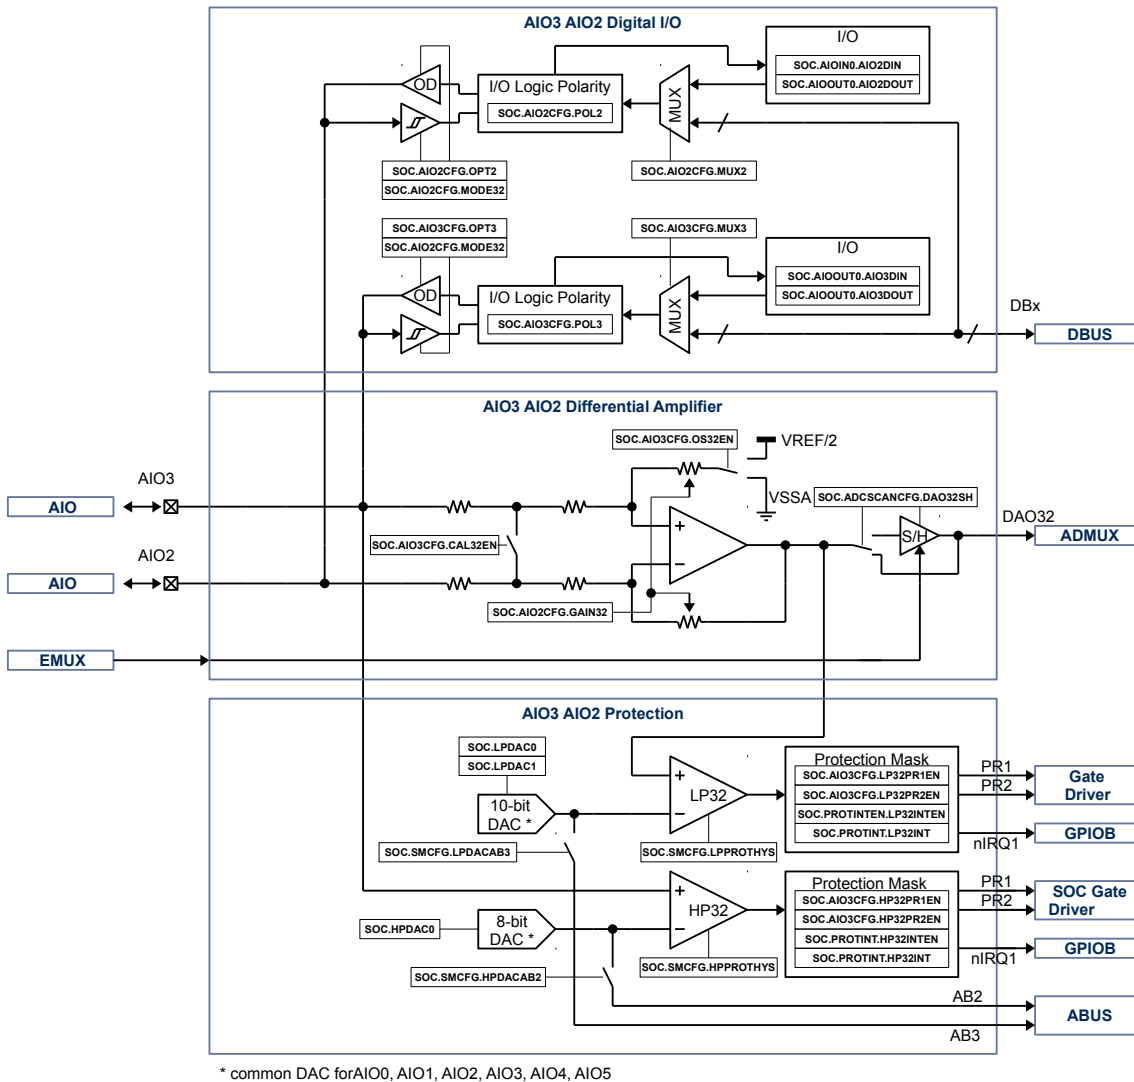 AIO3 AIO2 Digital I/O
I/O
SOC.AIOIN0.AIO2DIN
SOC.AIOOUT0.AIO2DOUT
OD
I/O Logic Polarity
SOC.AIO2CFG.POL2
MUX
SOC.AIO2CFG.OPT2
SOC.AIO2CFG.MODE32
SOC.AIO2CFG.MUX2
SOC.AIO3CFG.OPT3
SOC.AIO2CFG.MODE32
SOC.AIO3CFG.MUX3
I/O
SOC.AIOOUT0.AIO3DIN
SOC.AIOOUT0.AIO3DOUT
OD
I/O Logic Polarity
SOC.AIO3CFG.POL3
MUX
DBx
DBUS
AIO3 AIO2 Differential Amplifier
SOC.AIO3CFG.OS32EN
VREF/2
VSSA
SOC.ADCSCANCFG.DAO32SH
AIO3
AIO
+
S/H
DAO32
ADMUX
SOC.AIO3CFG.CAL32EN
AIO2
AIO
−
SOC.AIO2CFG.GAIN32
EMUX
AIO3 AIO2 Protection
SOC.LPDAC0
SOC.LPDAC1
10-bit
DAC *
+
LP32
−
Protection Mask
SOC.AIO3CFG.LP32PR1EN
SOC.AIO3CFG.LP32PR2EN
SOC.PROTINTEN.LP32INTEN
SOC.PROTINT.LP32INT
PR1
PR2
Gate
Driver
nIRQ1
GPIOB
SOC.SMCFG.LPDACAB3
SOC.SMCFG.LPPROTHYS
SOC.HPDAC0
8-bit
DAC *
+
HP32
−
Protection Mask
SOC.AIO3CFG.HP32PR1EN
SOC.AIO3CFG.HP32PR2EN
SOC.PROTINT.HP32INTEN
SOC.PROTINT.HP32INT
PR1
PR2
SOC Gate
Driver
nIRQ1
GPIOB
SOC.SMCFG.HPDACAB2
SOC.SMCFG.HPPROTHYS
AB2
AB3
ABUS
* common DAC forAIO0, AIO1, AIO2, AIO3, AIO4, AIO5